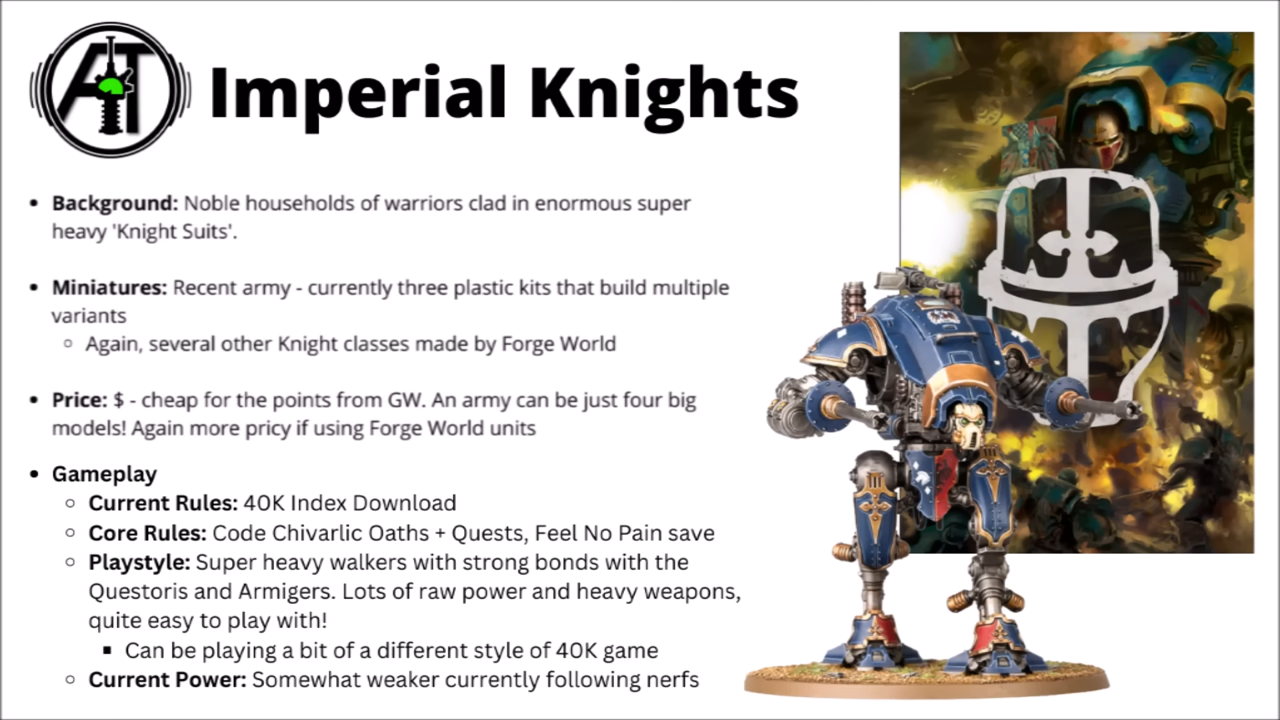 AT
Imperial Knights
• Background: Noble households of warriors clad in enormous super
heavy 'Knight Suits'.
• Miniatures: Recent army - currently three plastic kits that build multiple
variants
○ Again, several other Knight classes made by Forge World
• Price: $ - cheap for the points from GW. An army can be just four big
models! Again more pricy if using Forge World units
• Gameplay
○ Current Rules: 40K Index Download
○ Core Rules: Code Chivarlic Oaths + Quests, Feel No Pain save
○ Playstyle: Super heavy walkers with strong bonds with the
Questoris and Armigers. Lots of raw power and heavy weapons,
quite easy to play with!
▪ Can be playing a bit of a different style of 40K game
○ Current Power: Somewhat weaker currently following nerfs